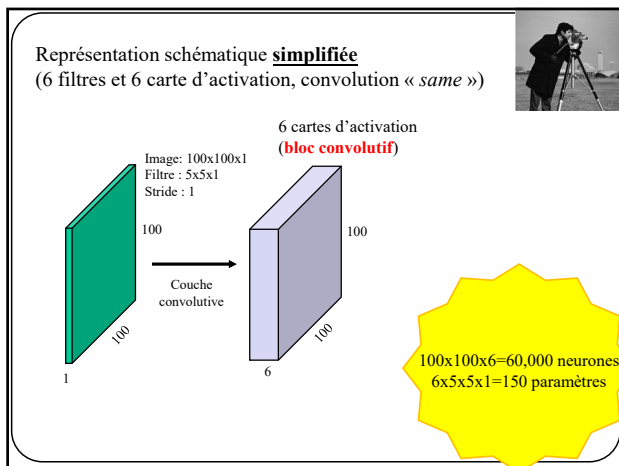 Représentation schématique simplifiée
(6 filtres et 6 carte d'activation, convolution « same »)
6 cartes d'activation
(bloc convolutif)
Image: 100x100x1
Filtre : 5x5x1
Stride : 1
100
100
Couche
convolutive
100
100
1
6
100x100x6=60,000 neurones
6x5x5x1=150 paramètres